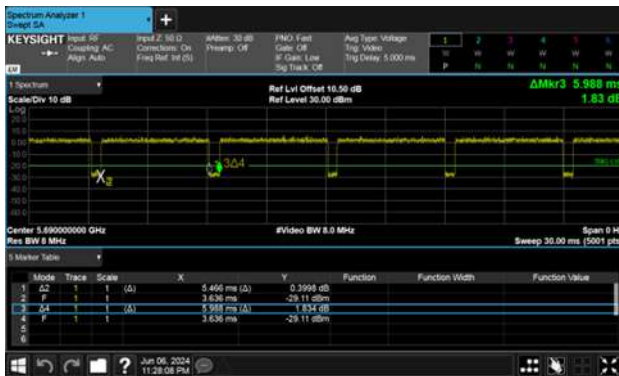 Spectrum Analyzer 1
Swept SA
+
KEYSIGHT Input: RF Input Z: 50 Ω #Atten: 30 dB PNO: Fast Avg Type: Voltage 1 2 3 4 5 6
Coupling: AC Corrections: On Preamp: Off Gate: Off Trig: Video W W W W W
Align: Auto Freq Ref: Int (S) IF Gain: Low Trig Delay: 5.000 ms P N N N N N
Sig Track: Off
1 Spectrum Ref Lvl Offset 10.50 dB ΔMkr3 5.988 ms
Scale/Div 10 dB Ref Level 30.00 dBm 1.83 dB
Log
20.0
10.0
0.00
3Δ4
X2
Center 5.690000000 GHz #Video BW 8.0 MHz Span 0 Hz
Res BW 8 MHz Sweep 30.00 ms (5001 pts)
5 Marker Table
Mode Trace Scale X Y Function Function Width Function Value
1 Δ2 1 1 (Δ) 5.466 ms (Δ) 0.3998 dB
2 F 1 1 3.636 ms -29.11 dBm
3 Δ4 1 1 (Δ) 5.988 ms (Δ) 1.834 dB
4 F 1 1 3.636 ms -29.11 dBm
5
6
? Jun 06, 2024
11:28:08 PM